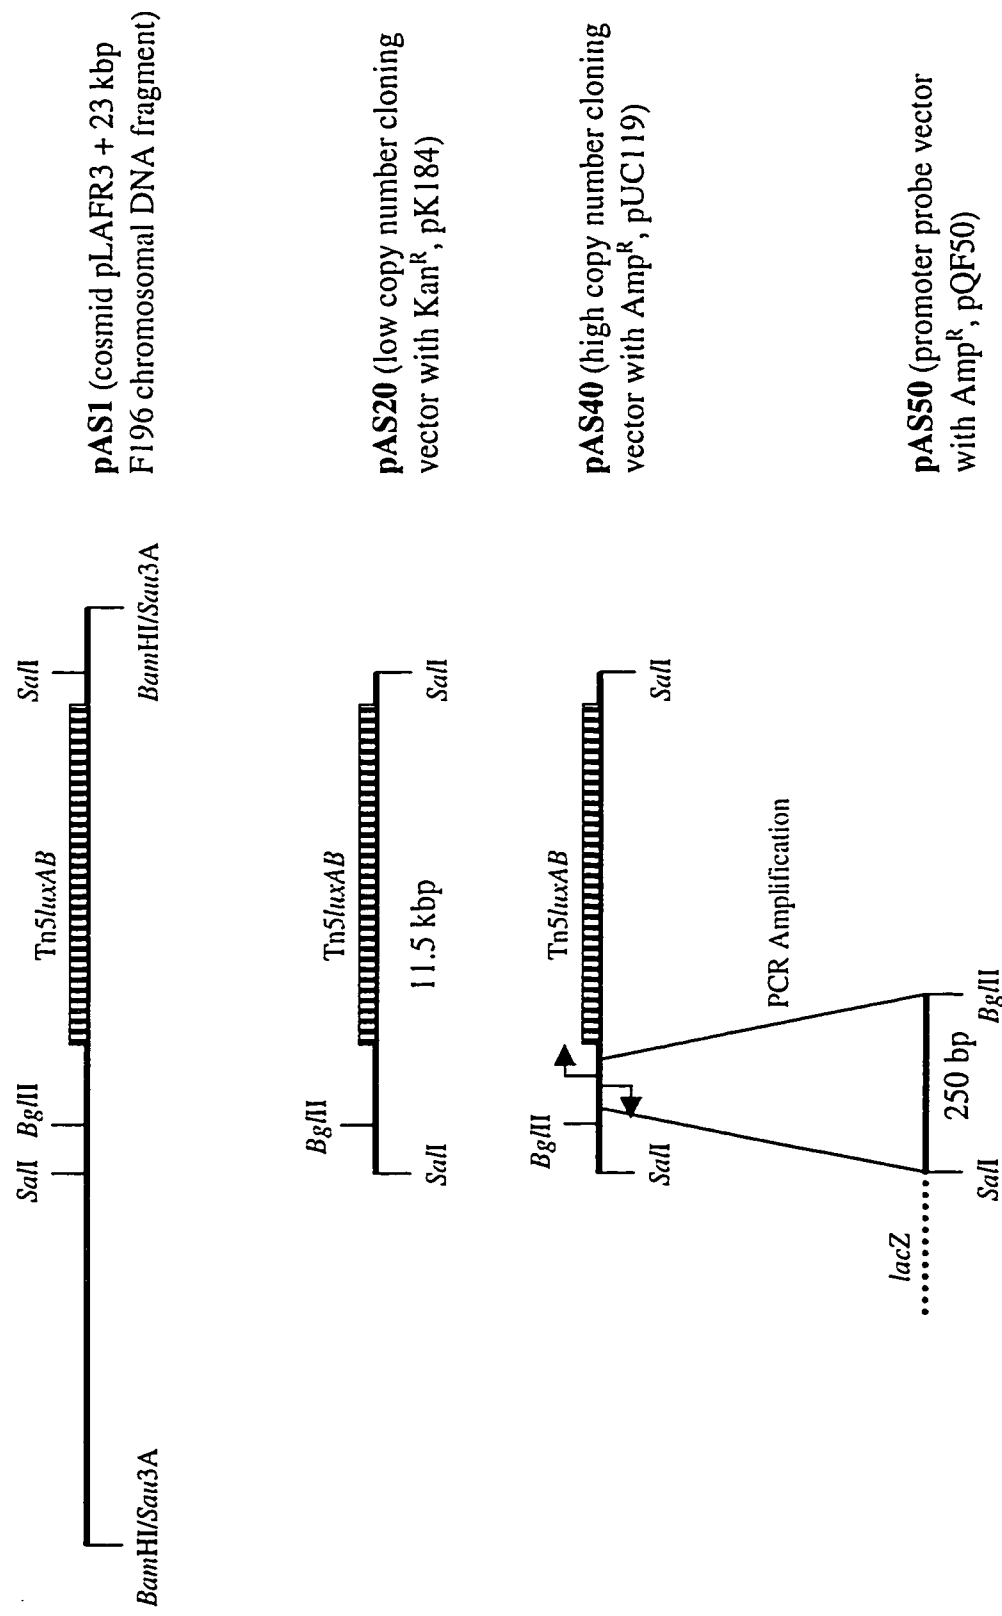 SalI BglII Tn5luxAB SalI
BamHI/Sau3A BamHI/Sau3A
pAS1 (cosmid pLAFR3 + 23 kbp
F196 chromosomal DNA fragment)
BglII Tn5luxAB
SalI 11.5 kbp SalI
pAS20 (low copy number cloning
vector with Kan^R, pK184)
BglII Tn5luxAB
SalI SalI
pAS40 (high copy number cloning
vector with Amp^R, pUC119)
PCR Amplification
lacZ
SalI 250 bp BglII
pAS50 (promoter probe vector
with Amp^R, pQF50)